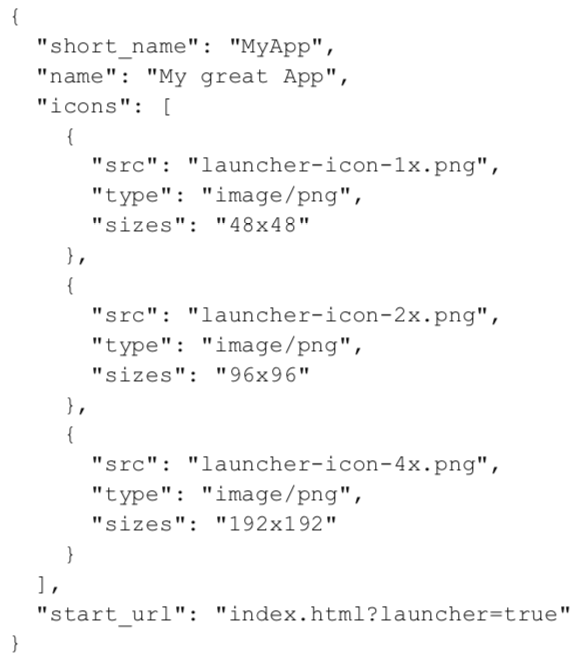 {
  "short_name": "MyApp",
  "name": "My great App",
  "icons": [
    {
      "src": "launcher-icon-1x.png",
      "type": "image/png",
      "sizes": "48x48"
    },
    {
      "src": "launcher-icon-2x.png",
      "type": "image/png",
      "sizes": "96x96"
    },
    {
      "src": "launcher-icon-4x.png",
      "type": "image/png",
      "sizes": "192x192"
    }
  ],
  "start_url": "index.html?launcher=true"
}